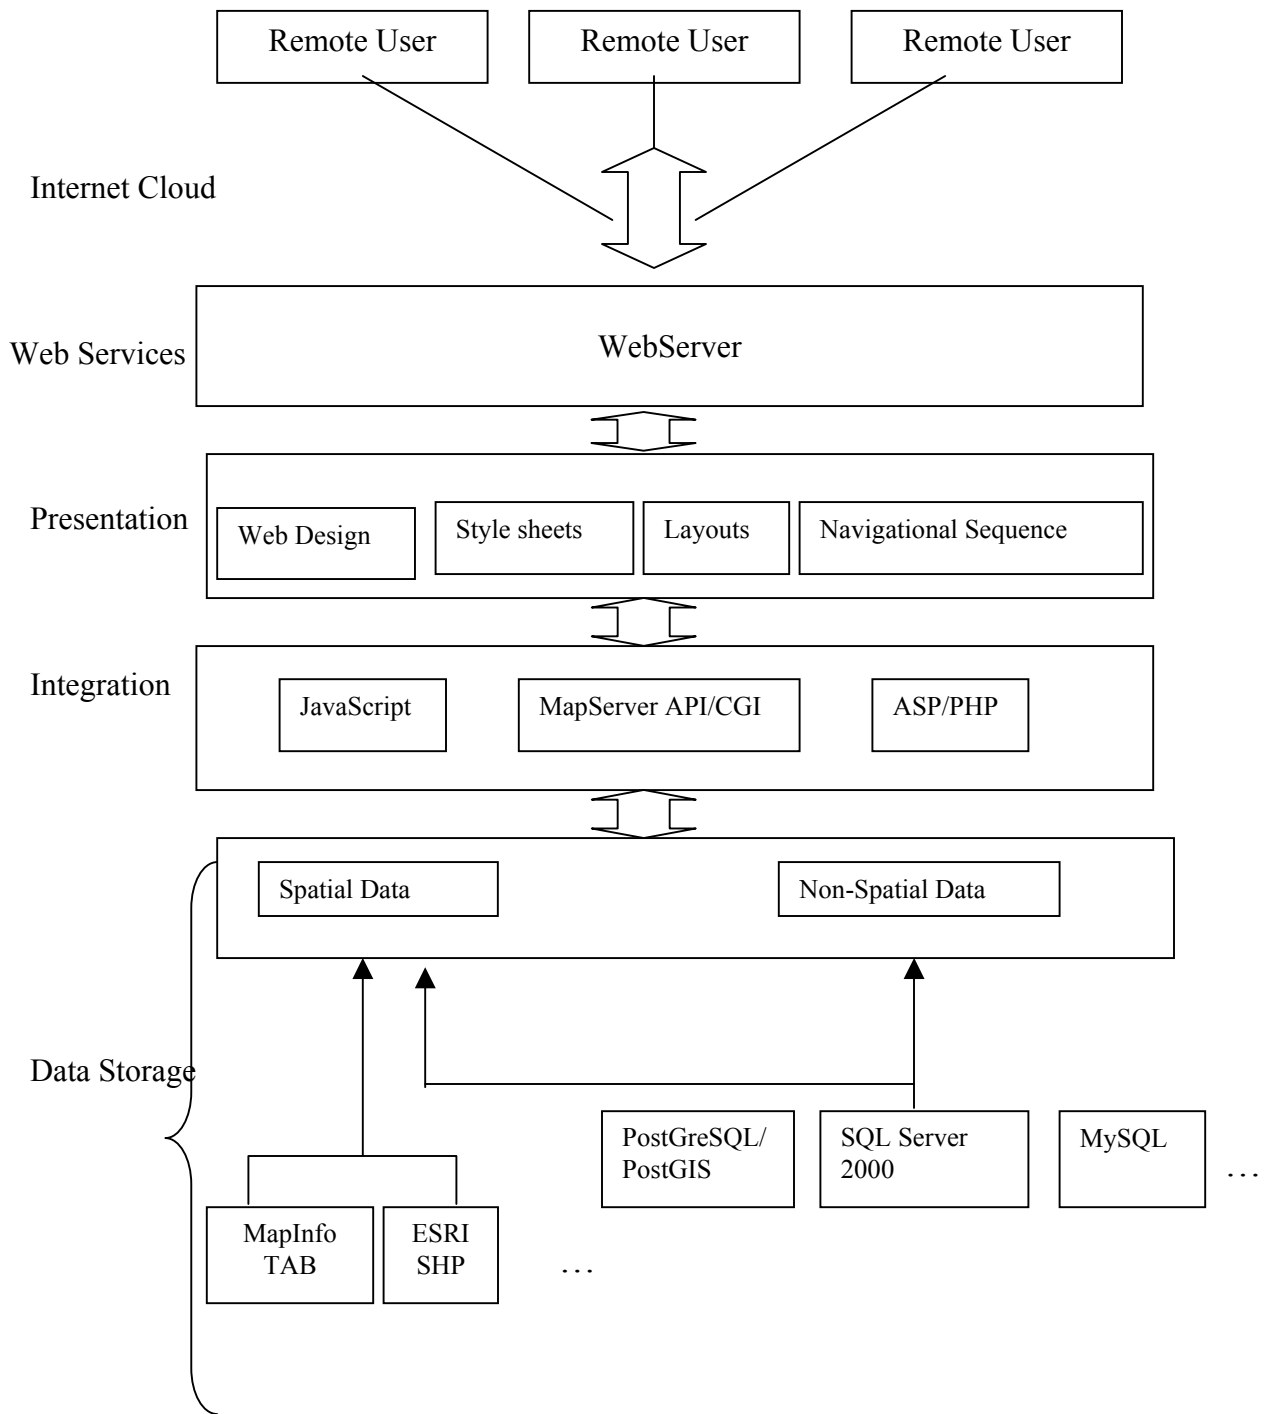 Remote User
Remote User
Remote User
Internet Cloud
Web Services
WebServer
Presentation
Web Design
Style sheets
Layouts
Navigational Sequence
Integration
JavaScript
MapServer API/CGI
ASP/PHP
Spatial Data
Non-Spatial Data
Data Storage
PostGreSQL/
PostGIS
SQL Server
2000
MySQL
…
MapInfo
TAB
ESRI
SHP
…